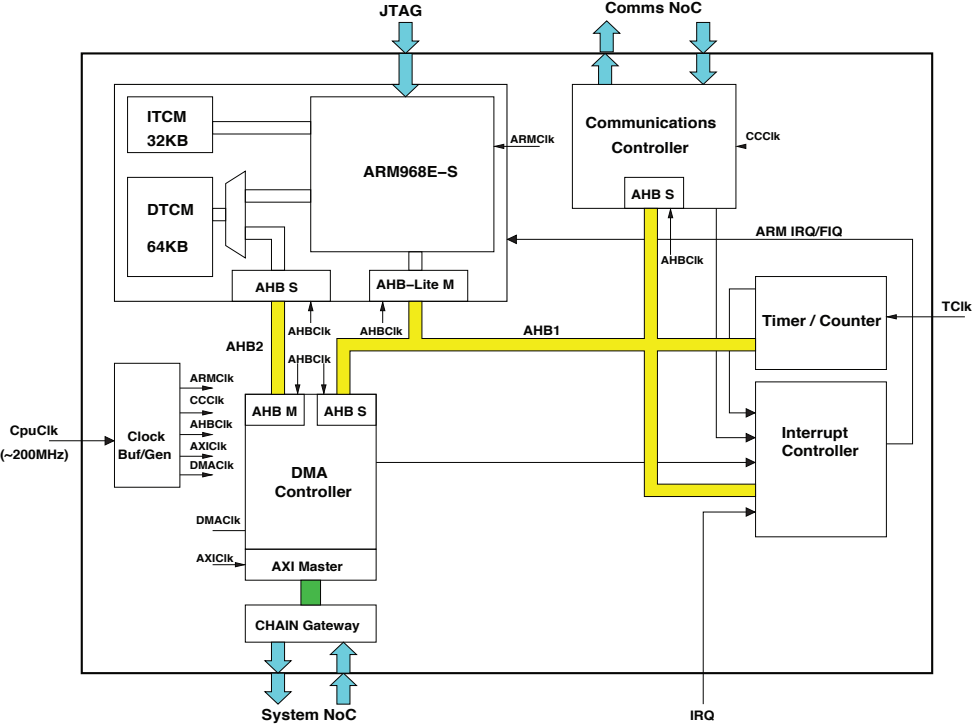 JTAG
Comms NoC
ITCM
32KB
ARM968E–S
DTCM
64KB
ARMClk
Communications
Controller
CCClk
AHB S
AHBClk
ARM IRQ/FIQ
AHB S
AHB–Lite M
AHBClk
AHBClk
AHB2
AHBClk
AHB1
Timer / Counter
TClk
CpuClk
(~200MHz)
Clock
Buf/Gen
ARMClk
CCClk
AHBClk
AXIClk
DMAClk
AHB M
AHB S
DMA
Controller
Interrupt
Controller
DMAClk
AXIClk
AXI Master
CHAIN Gateway
System NoC
IRQ